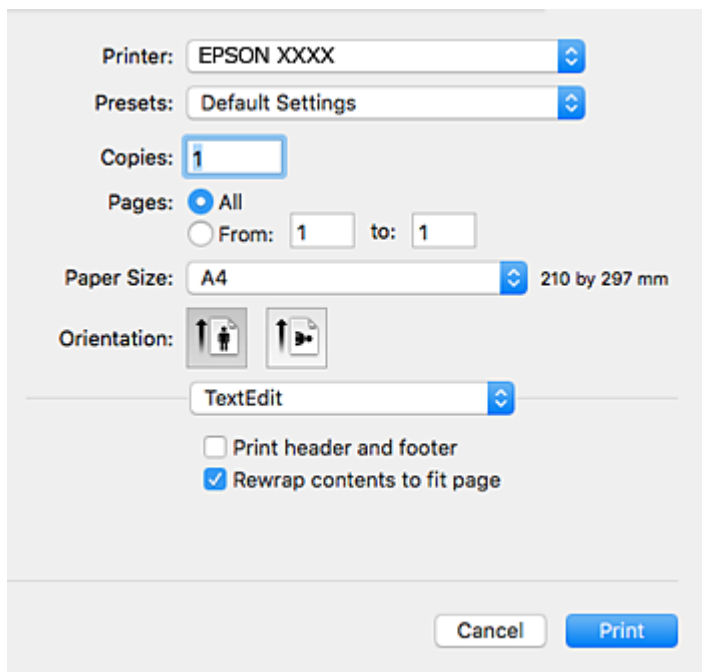 Printer: EPSON XXXX
Presets: Default Settings
Copies: 1
Pages: All
From: 1 to: 1
Paper Size: A4 210 by 297 mm
Orientation:
TextEdit
Print header and footer
Rewrap contents to fit page
Cancel Print